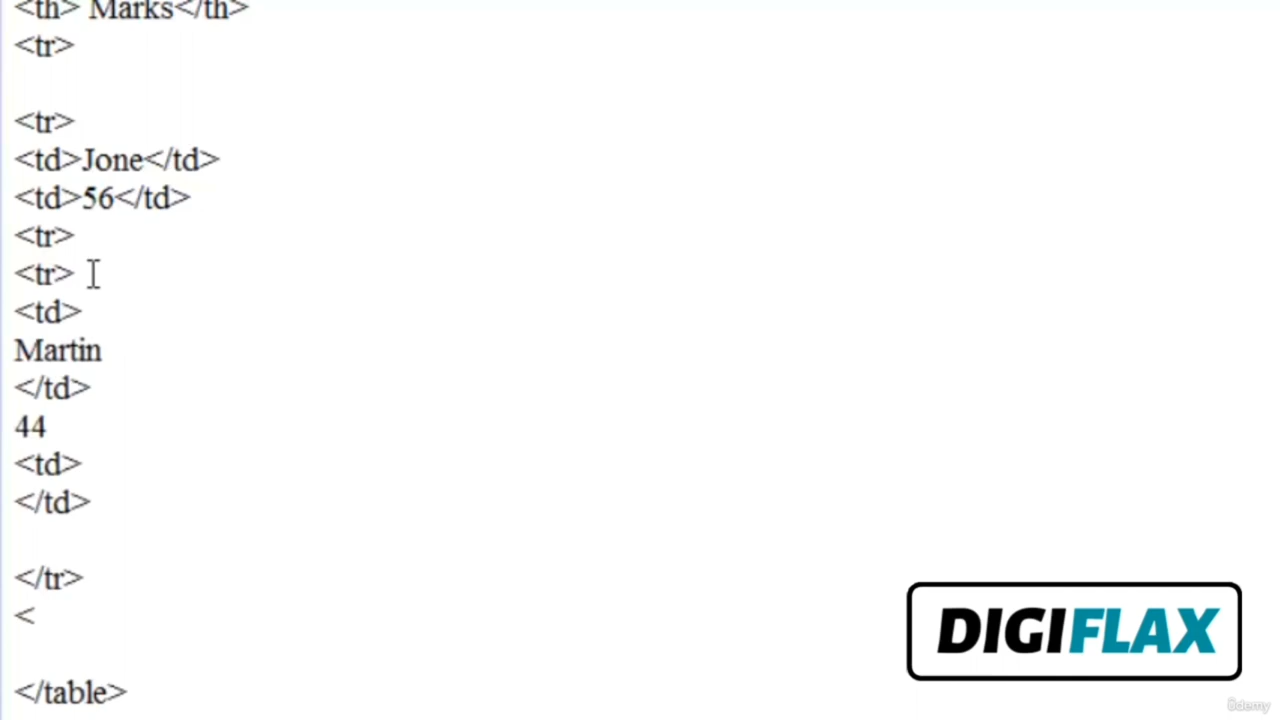 <th> Marks</th>
<tr>
<tr>
<td>Jone</td>
<td>56</td>
<tr>
<tr>
<td>
Martin
</td>
44
<td>
</td>
</tr>
<
</table>
DIGIFLAX
ûdemy